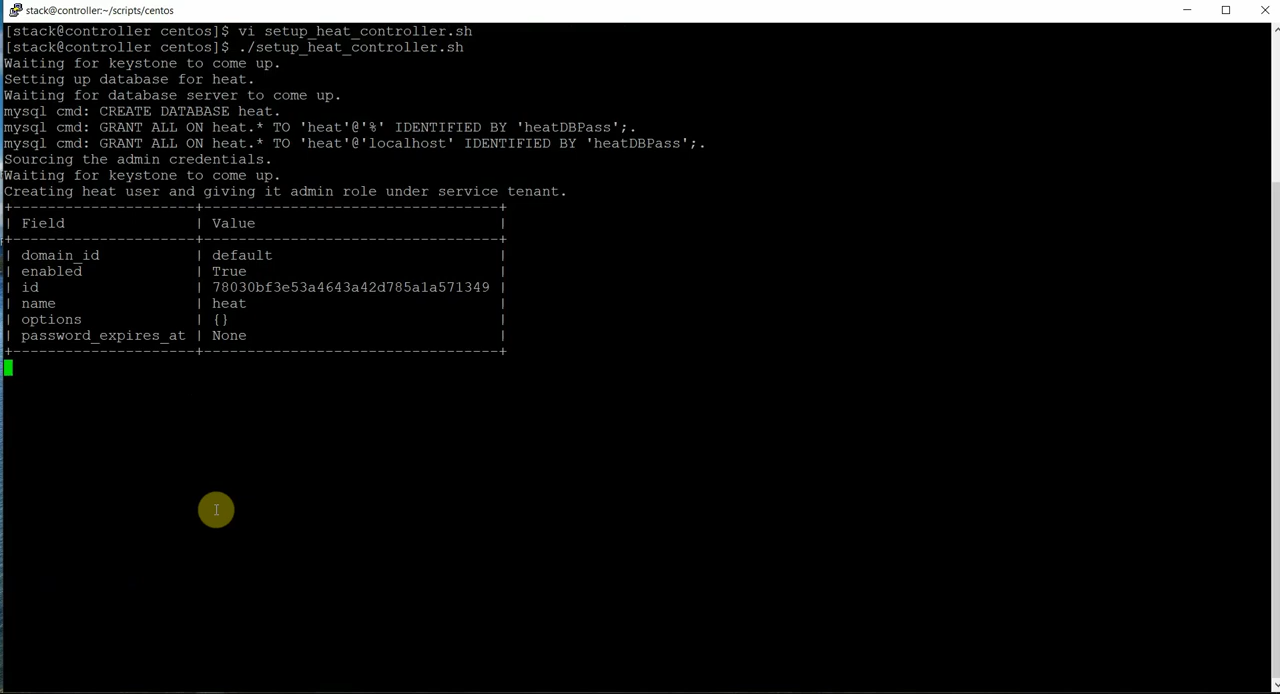 stack@controller:~/scripts/centos
[stack@controller centos]$ vi setup_heat_controller.sh
[stack@controller centos]$ ./setup_heat_controller.sh
Waiting for keystone to come up.
Setting up database for heat.
Waiting for database server to come up.
mysql cmd: CREATE DATABASE heat.
mysql cmd: GRANT ALL ON heat.* TO 'heat'@'%' IDENTIFIED BY 'heatDBPass';.
mysql cmd: GRANT ALL ON heat.* TO 'heat'@'localhost' IDENTIFIED BY 'heatDBPass';.
Sourcing the admin credentials.
Waiting for keystone to come up.
Creating heat user and giving it admin role under service tenant.
+---------------------+----------------------------------+
| Field               | Value                            |
+---------------------+----------------------------------+
| domain_id           | default                          |
| enabled             | True                             |
| id                  | 78030bf3e53a4643a42d785a1a571349 |
| name                | heat                             |
| options             | {}                               |
| password_expires_at | None                             |
+---------------------+----------------------------------+